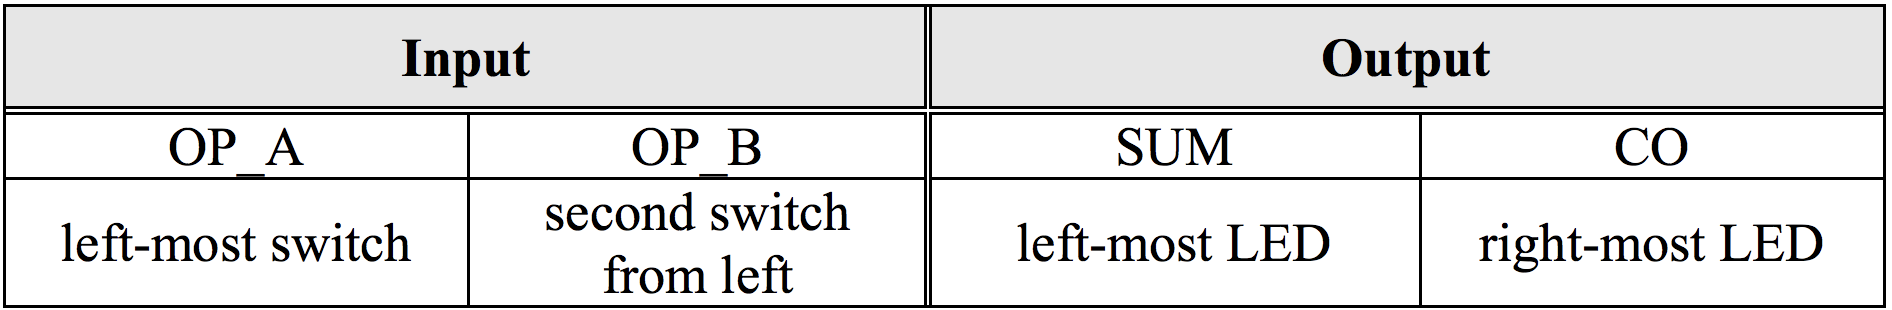 Input
Output
OP_A
OP_B
SUM
CO
left-most switch
second switch
from left
left-most LED
right-most LED